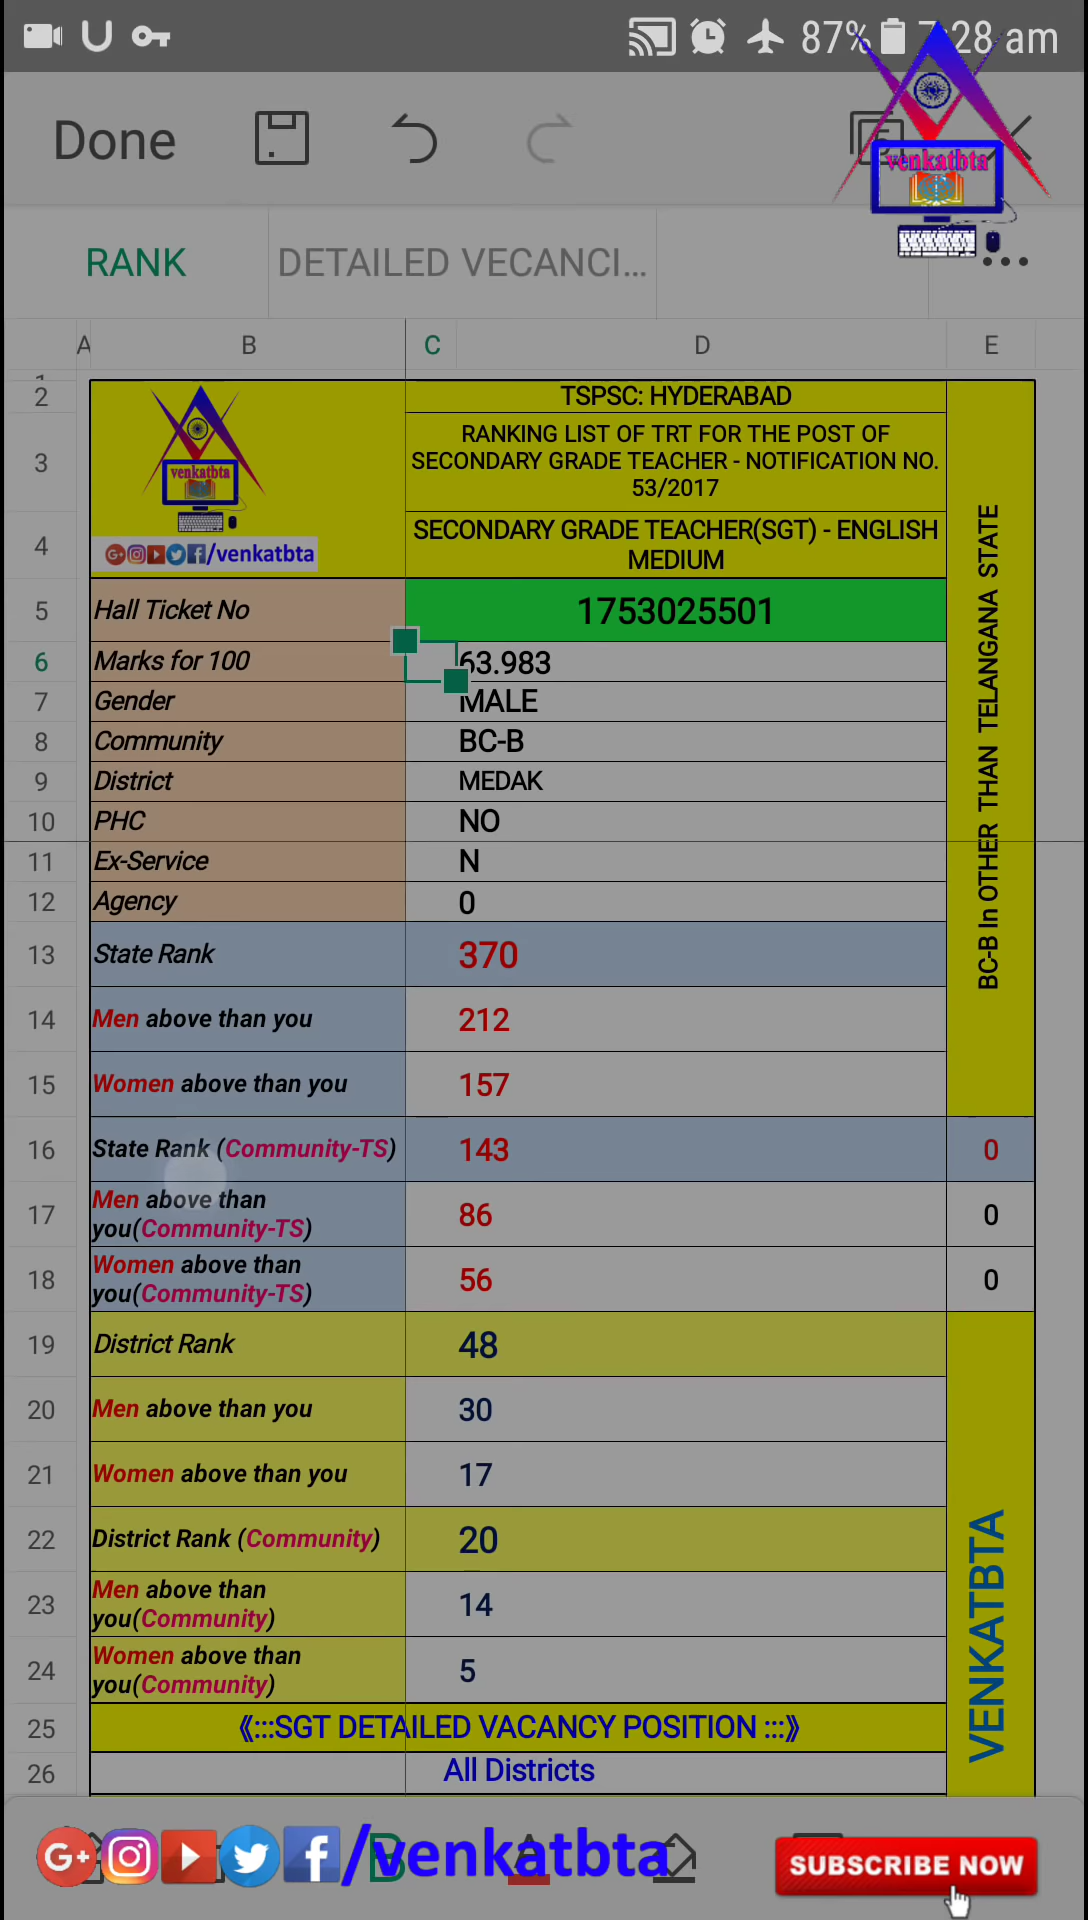 87% 7:28 am
Done
venkatbta
RANK DETAILED VECANCI...
A B C D E
1
2 TSPSC: HYDERABAD
3 RANKING LIST OF TRT FOR THE POST OF
SECONDARY GRADE TEACHER - NOTIFICATION NO.
53/2017
venkatbta
4 SECONDARY GRADE TEACHER(SGT) - ENGLISH
MEDIUM
/venkatbta
BC-B In OTHER THAN TELANGANA STATE
5 Hall Ticket No 1753025501
6 Marks for 100 63.983
7 Gender MALE
8 Community BC-B
9 District MEDAK
10 PHC NO
11 Ex-Service N
12 Agency 0
13 State Rank 370
14 Men above than you 212
15 Women above than you 157
16 State Rank (Community-TS) 143 0
17 Men above than
you(Community-TS) 86 0
18 Women above than
you(Community-TS) 56 0
19 District Rank 48
20 Men above than you 30
21 Women above than you 17
22 District Rank (Community) 20
23 Men above than
you(Community) 14
24 Women above than
you(Community) 5
VENKATBTA
25 《:::SGT DETAILED VACANCY POSITION :::》
26 All Districts
/venkatbta
SUBSCRIBE NOW